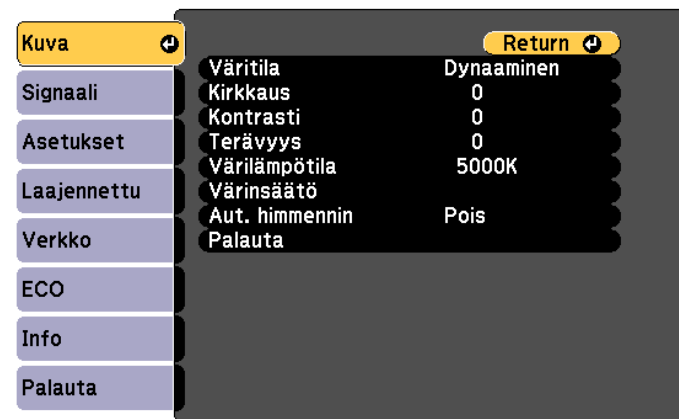 Kuva
Signaali
Asetukset
Laajennettu
Verkko
ECO
Info
Palauta
Return
Väritila Dynaaminen
Kirkkaus 0
Kontrasti 0
Terävyys 0
Värilämpötila 5000K
Värinsäätö
Aut. himmennin Pois
Palauta